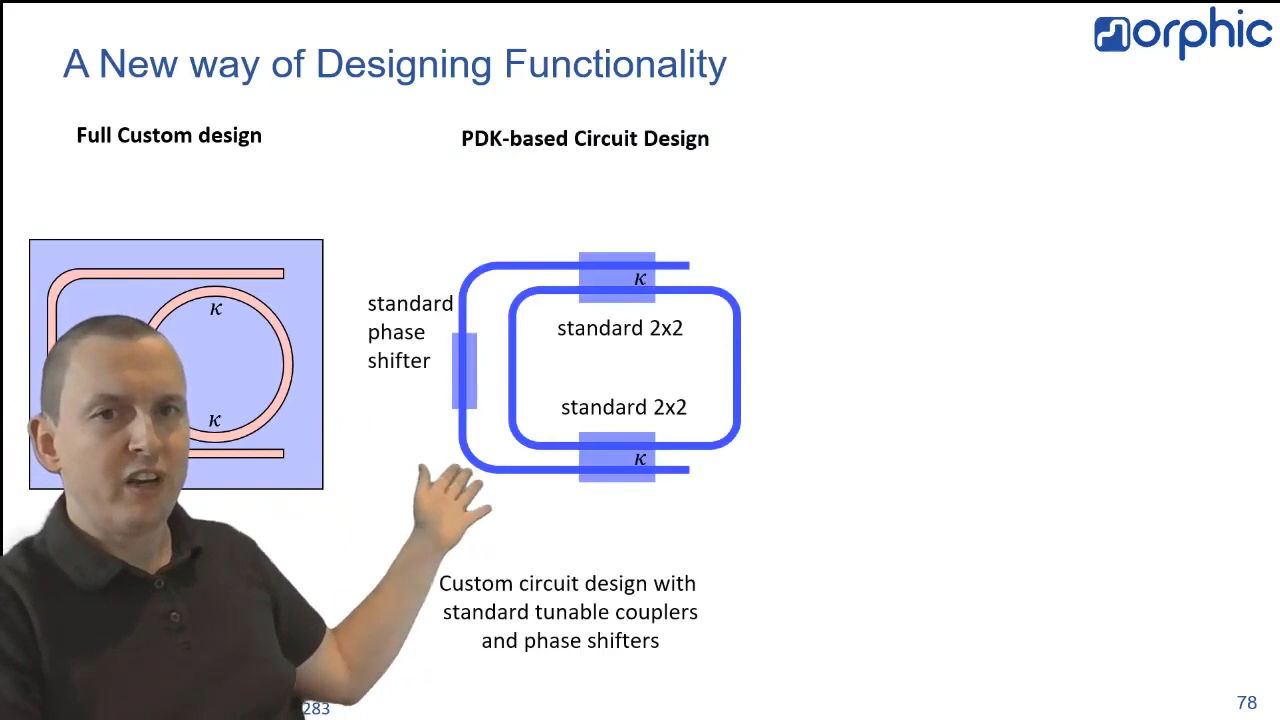 morphic
A New way of Designing Functionality
Full Custom design
PDK-based Circuit Design
κ
κ
standard
phase
shifter
κ
standard 2x2
standard 2x2
κ
Custom circuit design with
standard tunable couplers
and phase shifters
283
78